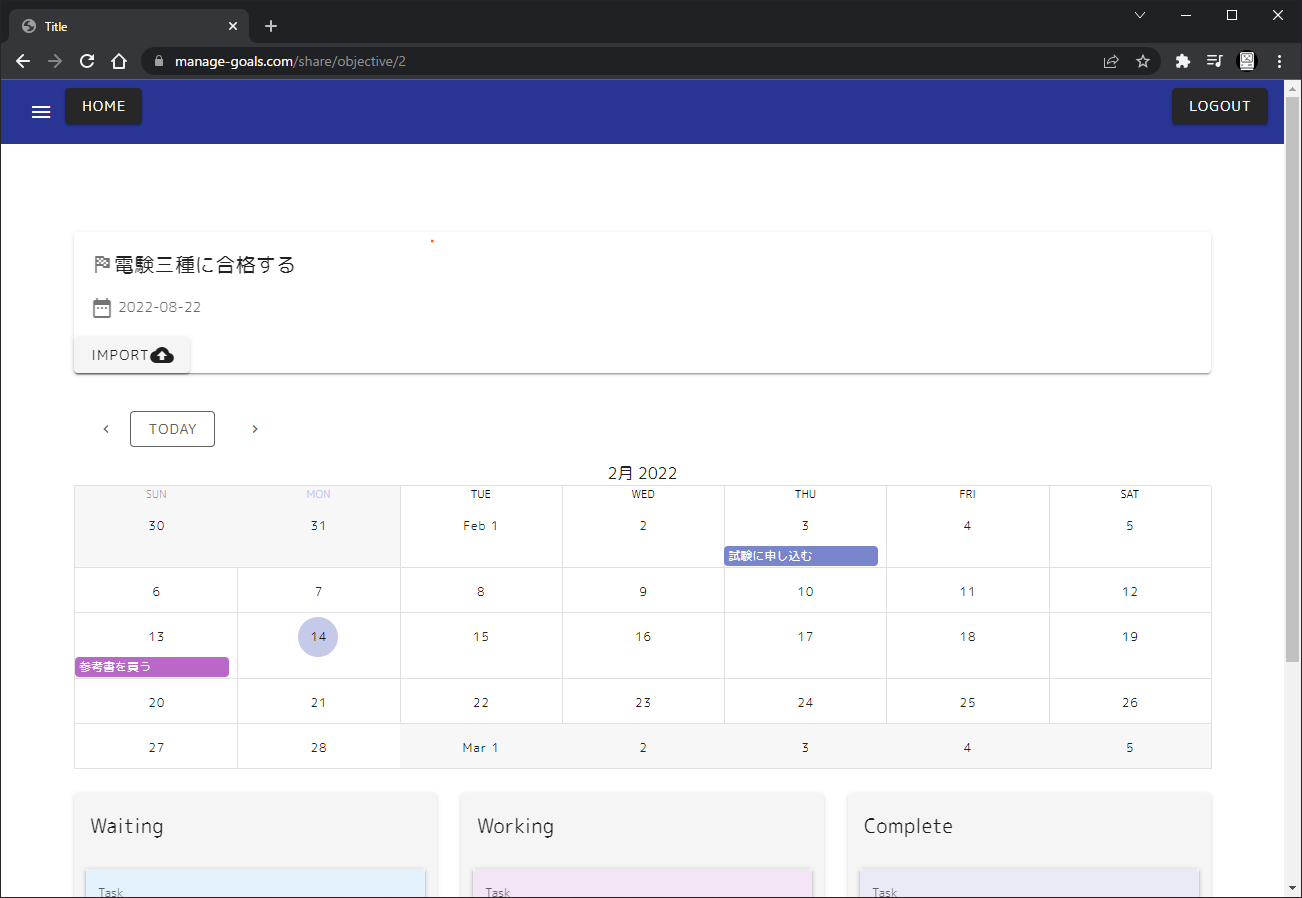 Title
manage-goals.com/share/objective/2
HOME
LOGOUT
電験三種に合格する
2022-08-22
IMPORT
TODAY
2月 2022
SUN MON TUE WED THU FRI SAT
30 31 Feb 1 2 3 4 5
試験に申し込む
6 7 8 9 10 11 12
13 14 15 16 17 18 19
参考書を買う
20 21 22 23 24 25 26
27 28 Mar 1 2 3 4 5
Waiting Working Complete
Task Task Task